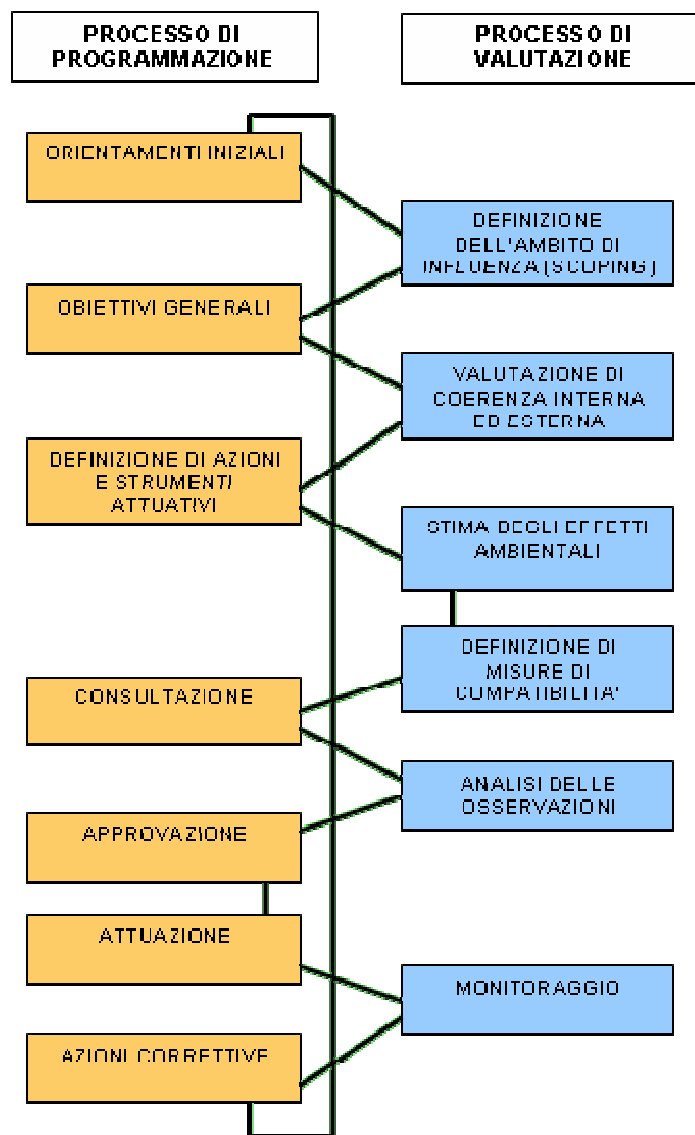 PROCESSO DI
PROGRAMMAZIONE
PROCESSO DI
VALUTAZIONE
ORIENTAMENTI INIZIALI
DEFINIZIONE
DELL'AMBITO DI
INFLUENZA (SCOPING)
OBIETTIVI GENERALI
VALUTAZIONE DI
COERENZA INTERNA
ED ESTERNA
DEFINIZIONE DI AZIONI
E STRUMENTI
ATTUATIVI
STIMA DEGLI EFFETTI
AMBIENTALI
DEFINIZIONE DI
MISURE DI
COMPATIBILITA'
CONSULTAZIONE
ANALISI DELLE
OSSERVAZIONI
APPROVAZIONE
ATTUAZIONE
MONITORAGGIO
AZIONI CORRETTIVE